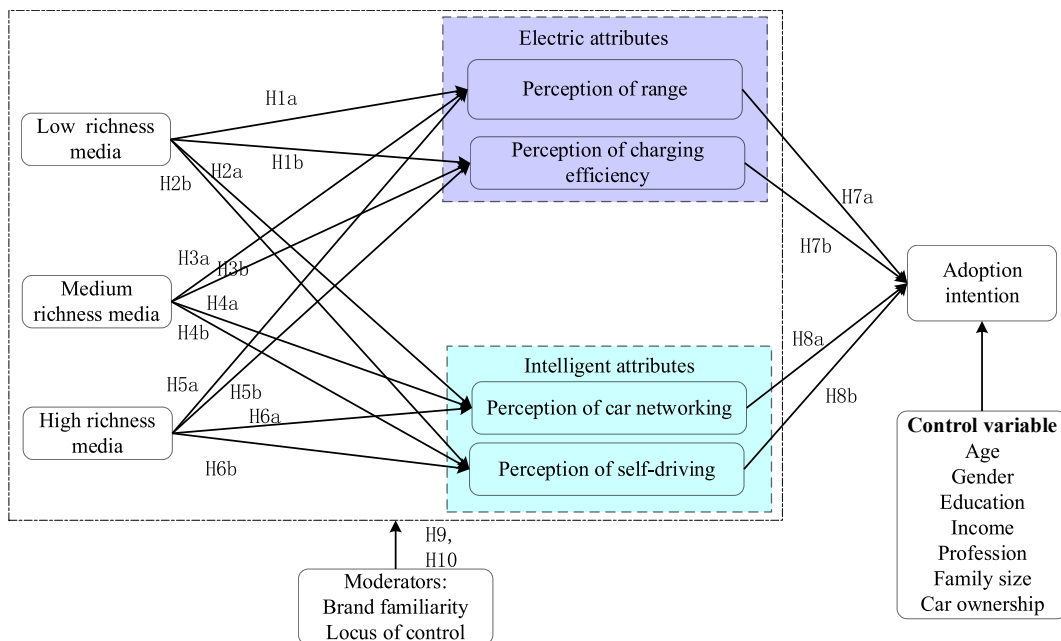 Electric attributes
Perception of range
H1a
Low richness
media
H1b
Perception of charging
efficiency
H2a
H2b
H7a
H7b
H3a
H3b
Medium
richness media
H4a
H4b
Adoption
intention
H8a
Intelligent attributes
H5a
H5b
H8b
Perception of car networking
High richness
media
H6a
Perception of self-driving
H6b
Control variable
Age
Gender
Education
Income
Profession
Family size
Car ownership
H9,
H10
Moderators:
Brand familiarity
Locus of control